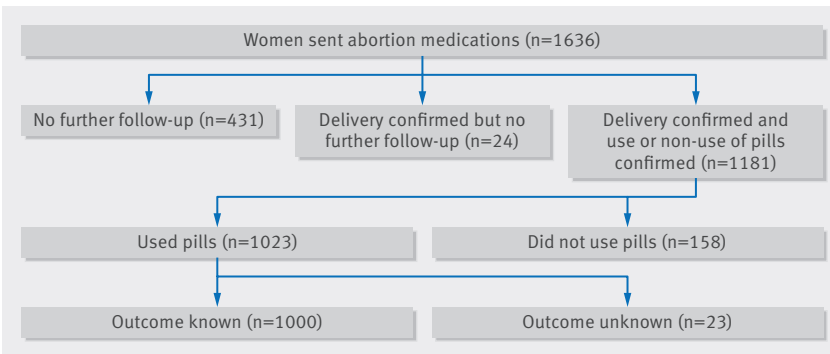 Women sent abortion medications (n=1636)
No further follow-up (n=431)
Delivery confirmed but no
further follow-up (n=24)
Delivery confirmed and
use or non-use of pills
confirmed (n=1181)
Used pills (n=1023)
Did not use pills (n=158)
Outcome known (n=1000)
Outcome unknown (n=23)